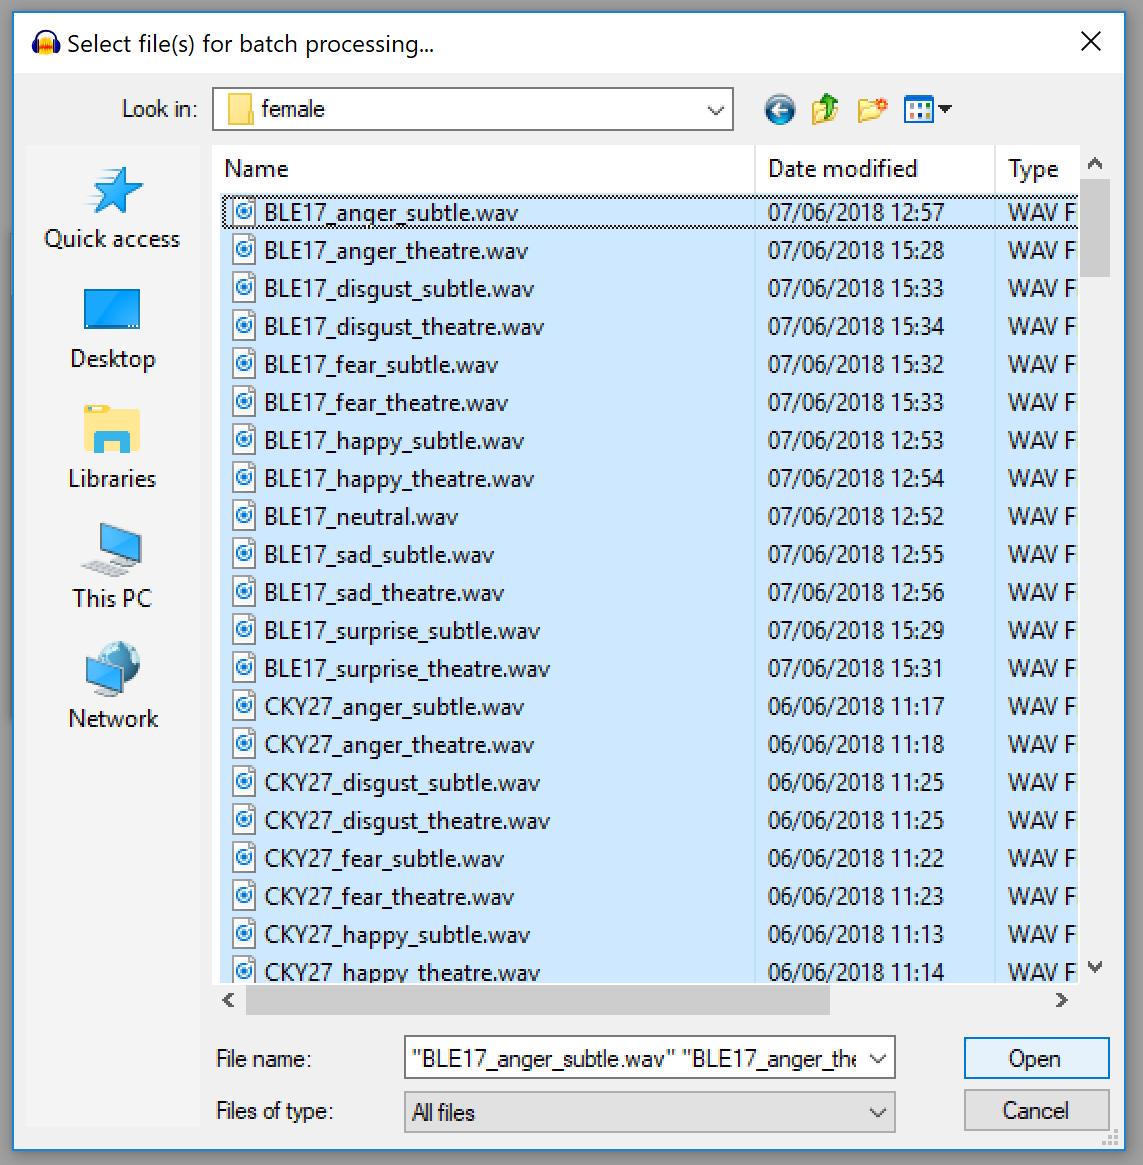 Select file(s) for batch processing...
Look in: female
Name Date modified Type
Quick access
Desktop
Libraries
This PC
Network
BLE17_anger_subtle.wav 07/06/2018 12:57 WAV F
BLE17_anger_theatre.wav 07/06/2018 15:28 WAV F
BLE17_disgust_subtle.wav 07/06/2018 15:33 WAV F
BLE17_disgust_theatre.wav 07/06/2018 15:34 WAV F
BLE17_fear_subtle.wav 07/06/2018 15:32 WAV F
BLE17_fear_theatre.wav 07/06/2018 15:33 WAV F
BLE17_happy_subtle.wav 07/06/2018 12:53 WAV F
BLE17_happy_theatre.wav 07/06/2018 12:54 WAV F
BLE17_neutral.wav 07/06/2018 12:52 WAV F
BLE17_sad_subtle.wav 07/06/2018 12:55 WAV F
BLE17_sad_theatre.wav 07/06/2018 12:56 WAV F
BLE17_surprise_subtle.wav 07/06/2018 15:29 WAV F
BLE17_surprise_theatre.wav 07/06/2018 15:31 WAV F
CKY27_anger_subtle.wav 06/06/2018 11:17 WAV F
CKY27_anger_theatre.wav 06/06/2018 11:18 WAV F
CKY27_disgust_subtle.wav 06/06/2018 11:25 WAV F
CKY27_disgust_theatre.wav 06/06/2018 11:25 WAV F
CKY27_fear_subtle.wav 06/06/2018 11:22 WAV F
CKY27_fear_theatre.wav 06/06/2018 11:23 WAV F
CKY27_happy_subtle.wav 06/06/2018 11:13 WAV F
CKY27_happy_theatre.wav 06/06/2018 11:14 WAV F
File name: "BLE17_anger_subtle.wav" "BLE17_anger_the
Open
Files of type: All files
Cancel